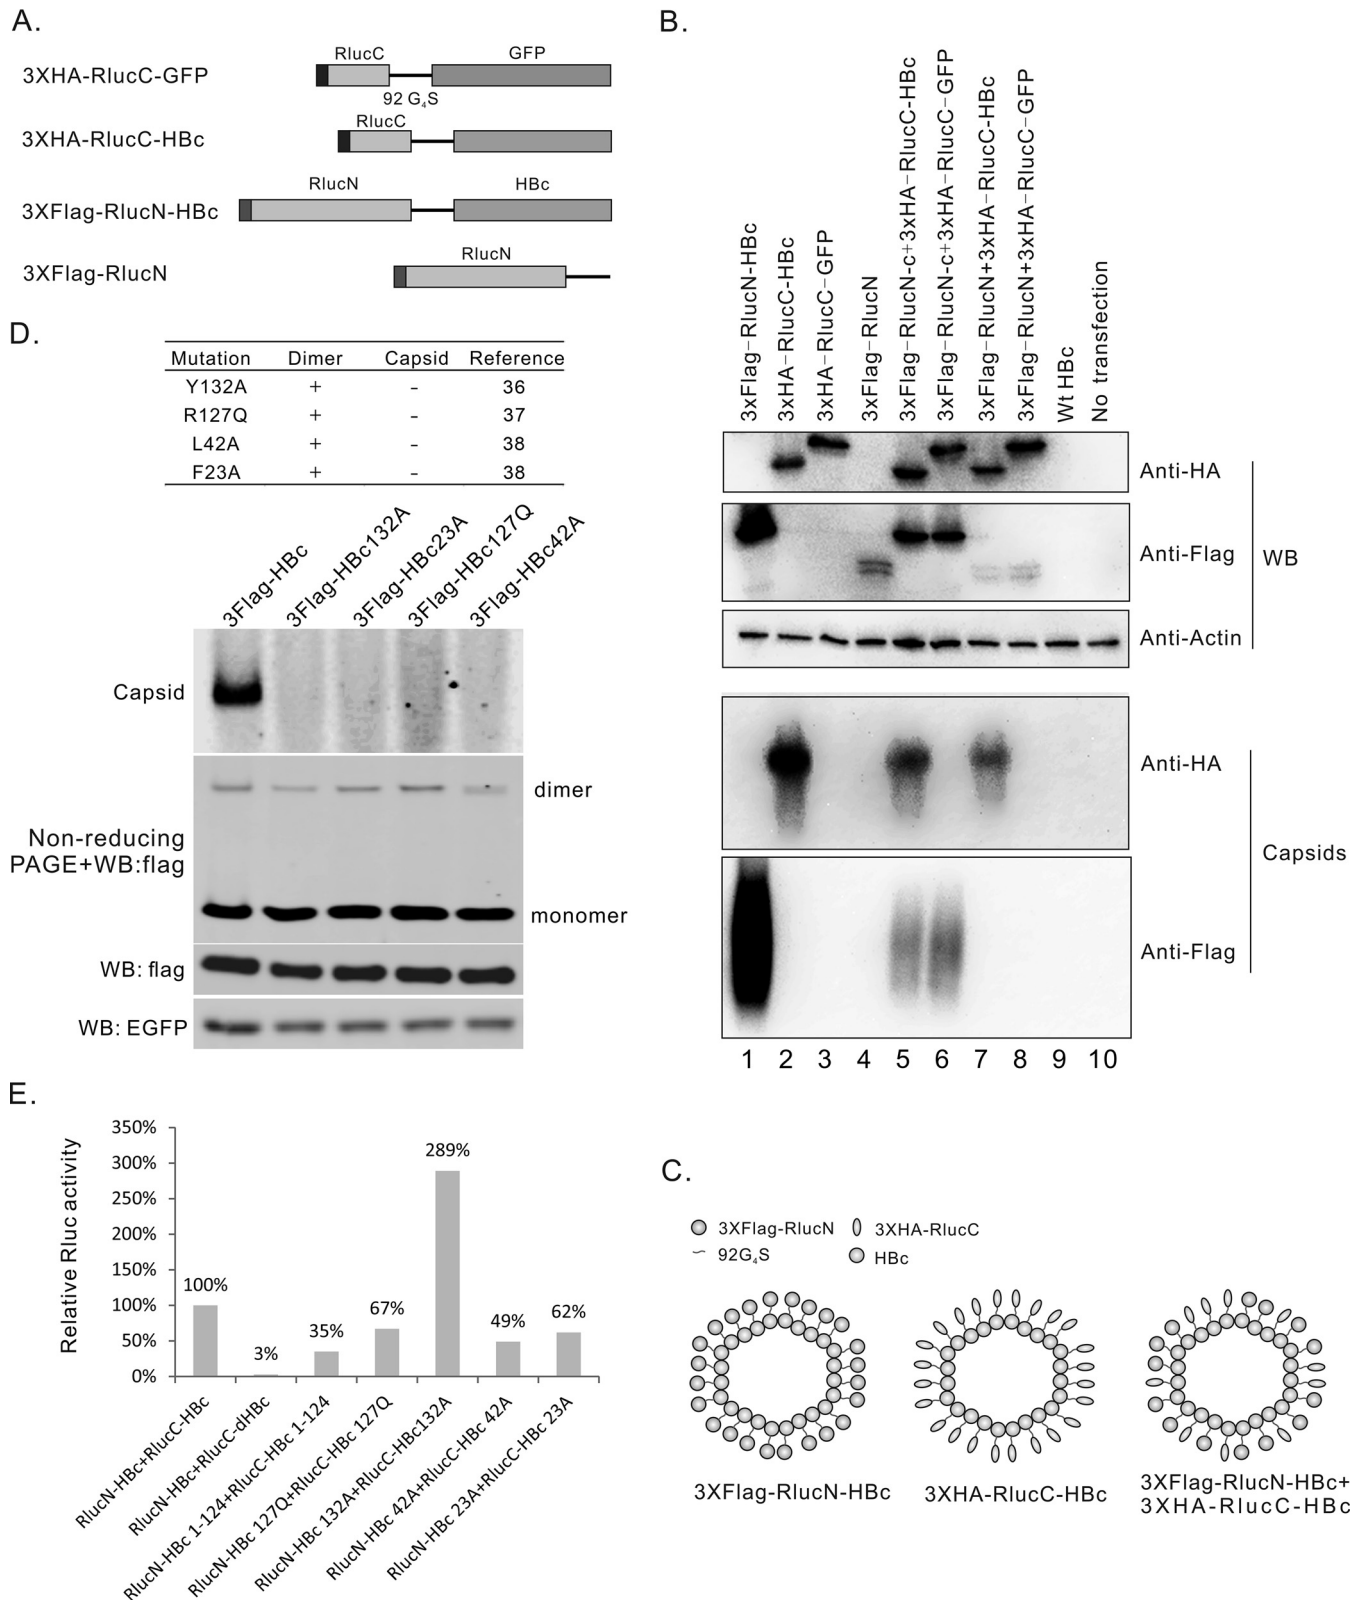 A.
RlucC
GFP
3XHA-RlucC-GFP
92 G4S
RlucC
3XHA-RlucC-HBc
RlucN
HBc
3XFlag-RlucN-HBc
RlucN
3XFlag-RlucN
B.
3xFlag-RlucN-HBc
3xHA-RlucC-HBc
3xHA-RlucC-GFP
3xFlag-RlucN
3xFlag-RlucN-c+3xHA-RlucC-HBc
3xFlag-RlucN-c+3xHA-RlucC-GFP
3xFlag-RlucN+3xHA-RlucC-HBc
3xFlag-RlucN+3xHA-RlucC-GFP
Wt HBc
No transfection
Anti-HA
Anti-Flag
Anti-Actin
WB
Anti-HA
Anti-Flag
Capsids
1 2 3 4 5 6 7 8 9 10
D.
Mutation Dimer Capsid Reference
Y132A + - 36
R127Q + - 37
L42A + - 38
F23A + - 38
3Flag-HBc
3Flag-HBc132A
3Flag-HBc23A
3Flag-HBc127Q
3Flag-HBc42A
Capsid
dimer
Non-reducing
PAGE+WB:flag
monomer
WB: flag
WB: EGFP
E.
Relative Rluc activity
350%
300%
250%
200%
150%
100%
50%
0%
100%
3%
35%
67%
289%
49%
62%
RlucN-HBc+RlucC-HBc
RlucN-HBc+RlucC-dHBc
RlucN-HBc 1-124+RlucC-HBc 1-124
RlucN-HBc 127Q+RlucC-HBc 127Q
RlucN-HBc 132A+RlucC-HBc132A
RlucN-HBc 42A+RlucC-HBc 42A
RlucN-HBc 23A+RlucC-HBc 23A
C.
3XFlag-RlucN
3XHA-RlucC
92G4S
HBc
3XFlag-RlucN-HBc
3XHA-RlucC-HBc
3XFlag-RlucN-HBc+
3XHA-RlucC-HBc